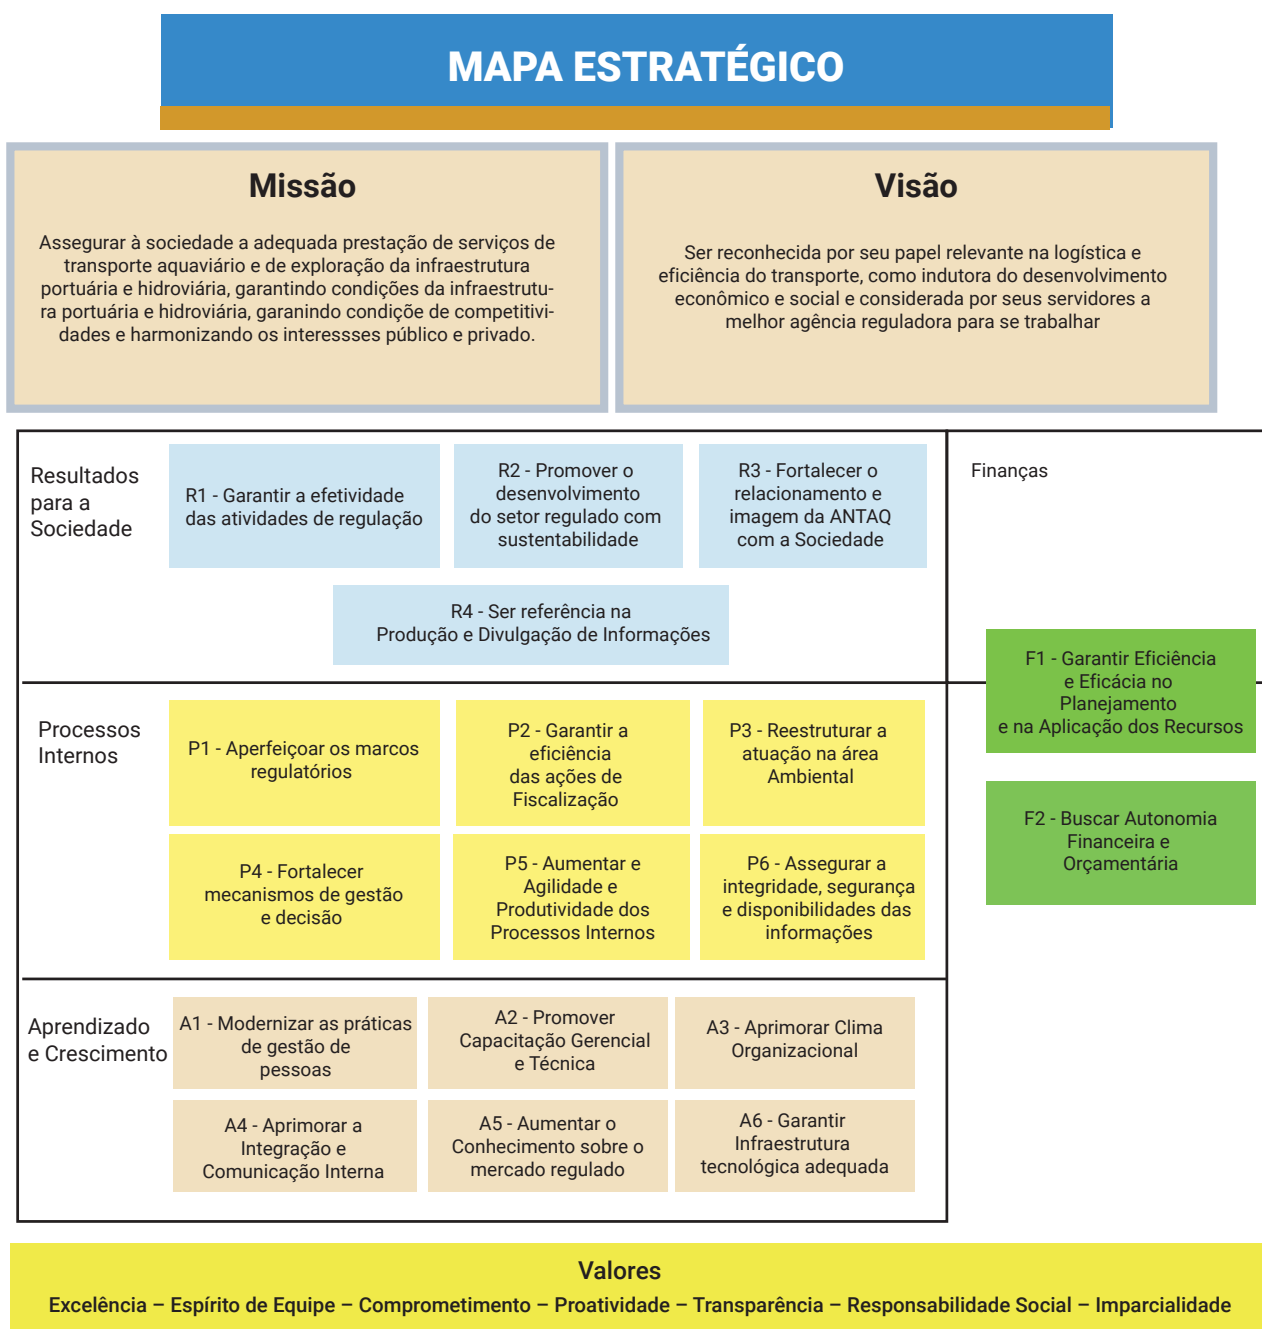 MAPA ESTRATÉGICO
Missão
Assegurar à sociedade a adequada prestação de serviços de
transporte aquaviário e de exploração da infraestrutura
portuária e hidroviária, garantindo condições da infraestrutu-
ra portuária e hidroviária, garanindo condiçõe de competitivi-
dades e harmonizando os interessses público e privado.
Visão
Ser reconhecida por seu papel relevante na logística e
eficiência do transporte, como indutora do desenvolvimento
econômico e social e considerada por seus servidores a
melhor agência reguladora para se trabalhar
Resultados
para a
Sociedade
R1 - Garantir a efetividade
das atividades de regulação
R2 - Promover o
desenvolvimento
do setor regulado com
sustentabilidade
R3 - Fortalecer o
relacionamento e
imagem da ANTAQ
com a Sociedade
R4 - Ser referência na
Produção e Divulgação de Informações
Finanças
F1 - Garantir Eficiência
e Eficácia no
Planejamento
e na Aplicação dos Recursos
F2 - Buscar Autonomia
Financeira e
Orçamentária
Processos
Internos
P1 - Aperfeiçoar os marcos
regulatórios
P2 - Garantir a
eficiência
das ações de
Fiscalização
P3 - Reestruturar a
atuação na área
Ambiental
P4 - Fortalecer
mecanismos de gestão
e decisão
P5 - Aumentar e
Agilidade e
Produtividade dos
Processos Internos
P6 - Assegurar a
integridade, segurança
e disponibilidades das
informações
Aprendizado
e Crescimento
A1 - Modernizar as práticas
de gestão de
pessoas
A2 - Promover
Capacitação Gerencial
e Técnica
A3 - Aprimorar Clima
Organizacional
A4 - Aprimorar a
Integração e
Comunicação Interna
A5 - Aumentar o
Conhecimento sobre o
mercado regulado
A6 - Garantir
Infraestrutura
tecnológica adequada
Valores
Excelência – Espírito de Equipe – Comprometimento – Proatividade – Transparência – Responsabilidade Social – Imparcialidade